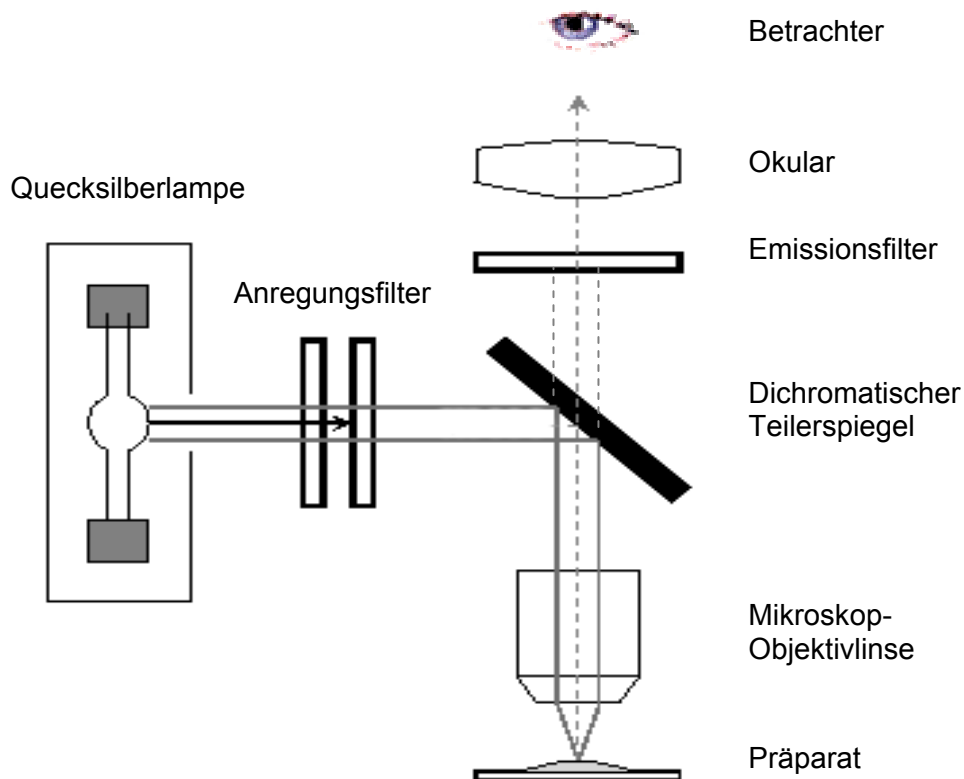 Betrachter
Okular
Quecksilberlampe
Emissionsfilter
Anregungsfilter
Dichromatischer
Teilerspiegel
Mikroskop-
Objektivlinse
Präparat